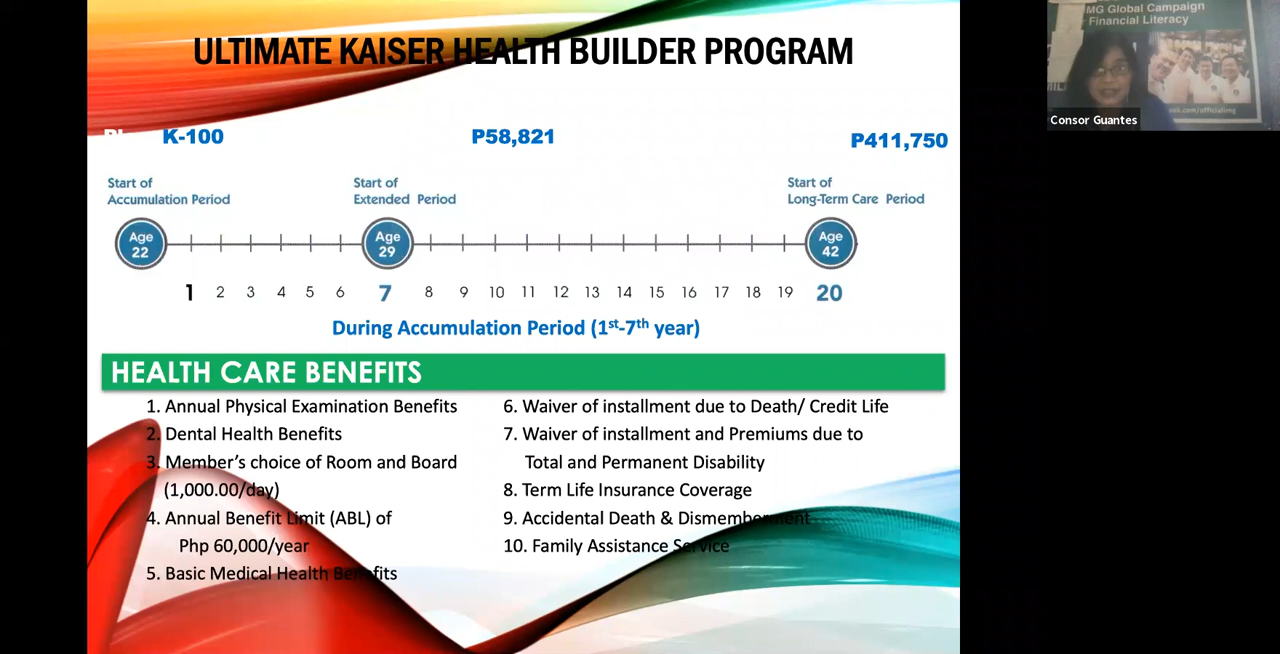 ULTIMATE KAISER HEALTH BUILDER PROGRAM
K-100
P58,821
P411,750
Start of
Accumulation Period
Start of
Extended Period
Start of
Long-Term Care Period
Age
22
Age
29
Age
42
1 2 3 4 5 6 7 8 9 10 11 12 13 14 15 16 17 18 19 20
During Accumulation Period (1st-7th year)
HEALTH CARE BENEFITS
1. Annual Physical Examination Benefits
2. Dental Health Benefits
3. Member's choice of Room and Board
(1,000.00/day)
4. Annual Benefit Limit (ABL) of
Php 60,000/year
5. Basic Medical Health Benefits
6. Waiver of installment due to Death/ Credit Life
7. Waiver of installment and Premiums due to
Total and Permanent Disability
8. Term Life Insurance Coverage
9. Accidental Death & Dismemberment
10. Family Assistance Service
MG Global Campaign
Financial Literacy
Consor Guantes